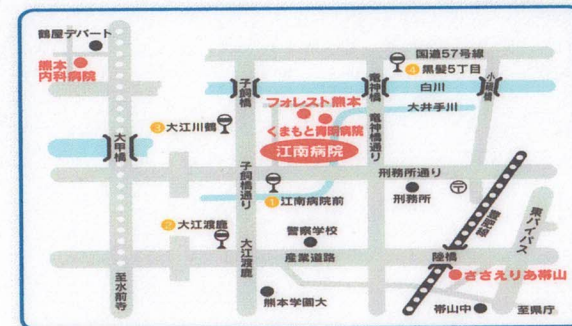 鶴屋デパート
熊本
内科病院
国道57号線
④黒髪5丁目
子飼橋
竜神橋
小磧橋
白川
フォレスト熊本
大井手川
くまもと青明病院
③大江川鶴
江南病院
大甲橋
竜神橋通り
子飼橋通り
刑務所通り
①江南病院前
刑務所
豊肥線
東バイパス
②大江渡鹿
大江渡鹿
警察学校
産業道路
陸橋
ささえりあ帯山
至水前寺
熊本学園大
帯山中
至県庁